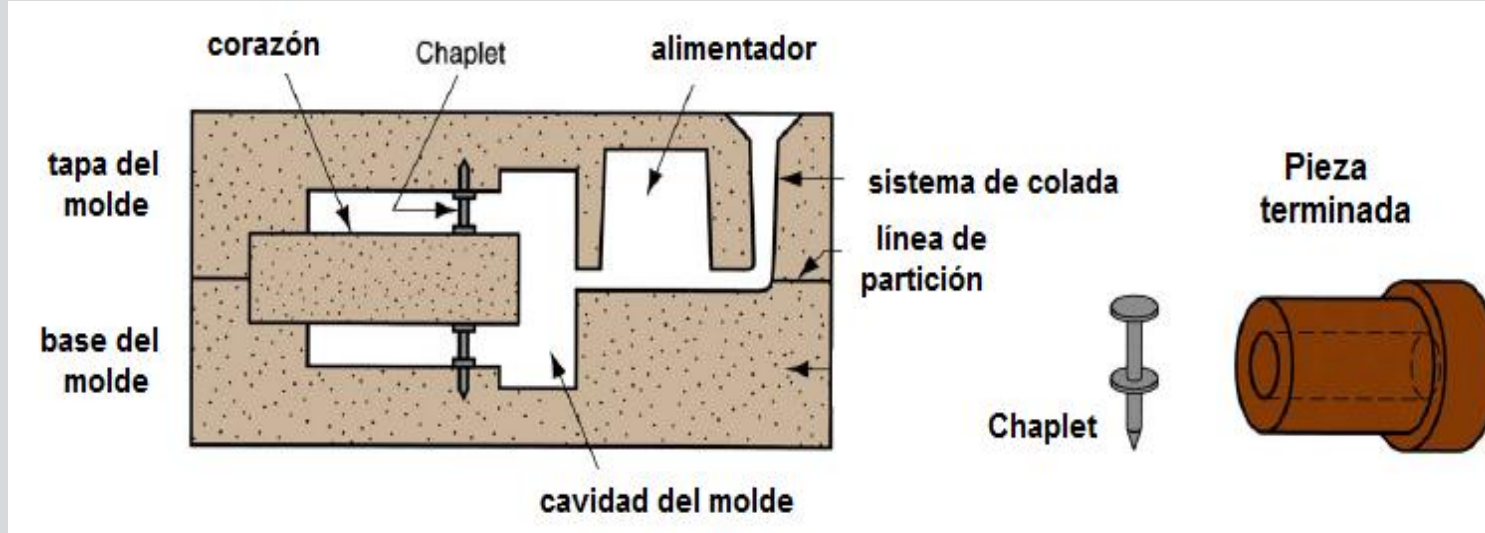 corazón
Chaplet
alimentador
tapa del
molde
sistema de colada
línea de
partición
base del
molde
cavidad del molde
Chaplet
Pieza
terminada